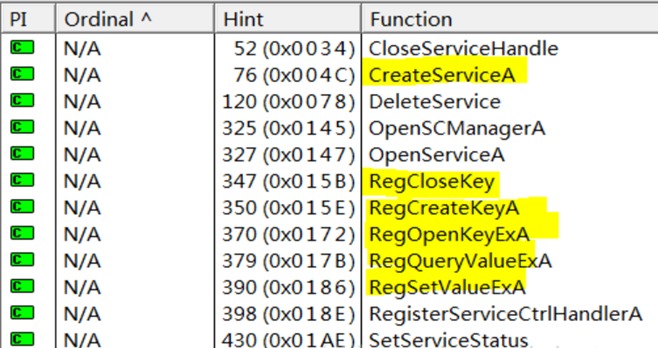 PI Ordinal ^ Hint Function
C N/A 52 (0x0034) CloseServiceHandle
C N/A 76 (0x004C) CreateServiceA
C N/A 120 (0x0078) DeleteService
C N/A 325 (0x0145) OpenSCManagerA
C N/A 327 (0x0147) OpenServiceA
C N/A 347 (0x015B) RegCloseKey
C N/A 350 (0x015E) RegCreateKeyA
C N/A 370 (0x0172) RegOpenKeyExA
C N/A 379 (0x017B) RegQueryValueExA
C N/A 390 (0x0186) RegSetValueExA
C N/A 398 (0x018E) RegisterServiceCtrlHandlerA
C N/A 430 (0x01AE) SetServiceStatus